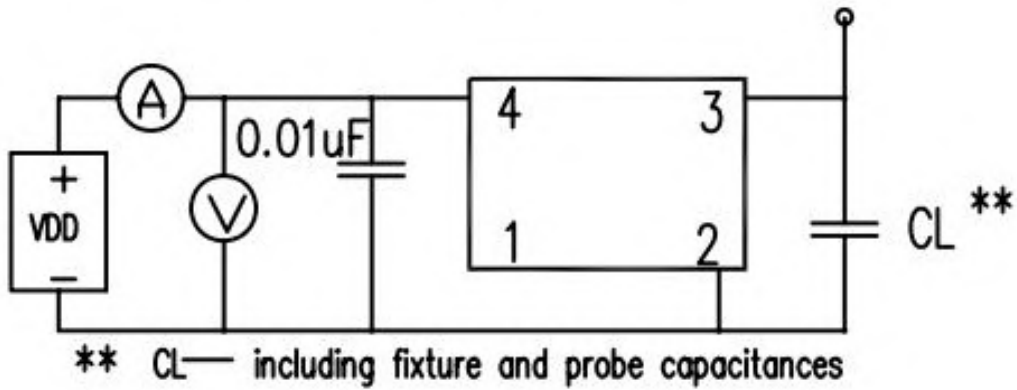 A
0.01uF
4
3
+
VDD
-
V
1
2
CL **
** CL— including fixture and probe capacitances